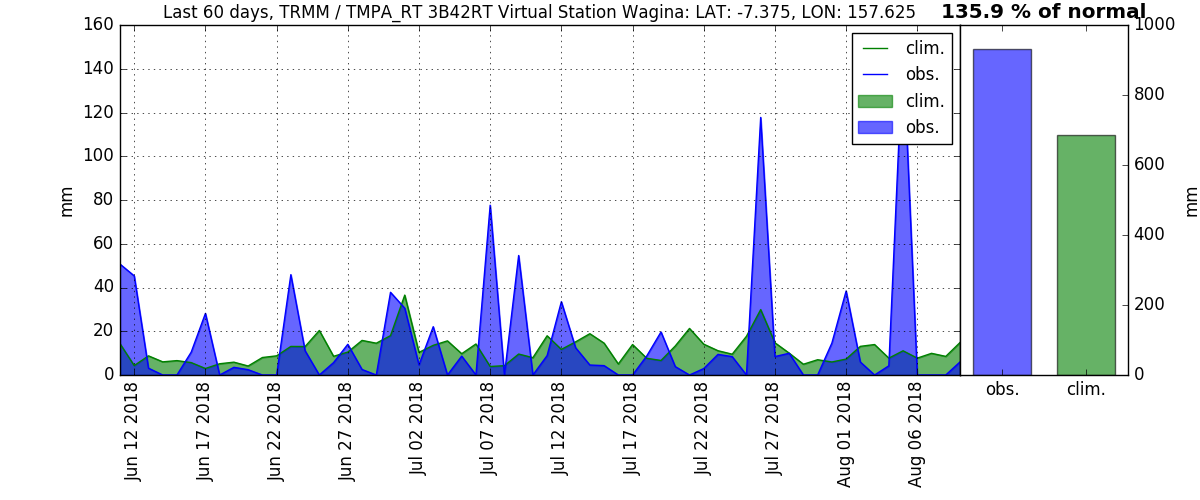 Last 60 days, TRMM / TMPA_RT 3B42RT Virtual Station Wagina: LAT: -7.375, LON: 157.625
135.9 % of normal
160
140
120
100
80
60
40
20
0
mm
clim.
obs.
clim.
obs.
Jun 12 2018
Jun 17 2018
Jun 22 2018
Jun 27 2018
Jul 02 2018
Jul 07 2018
Jul 12 2018
Jul 17 2018
Jul 22 2018
Jul 27 2018
Aug 01 2018
Aug 06 2018
1000
800
600
400
200
0
mm
obs.
clim.